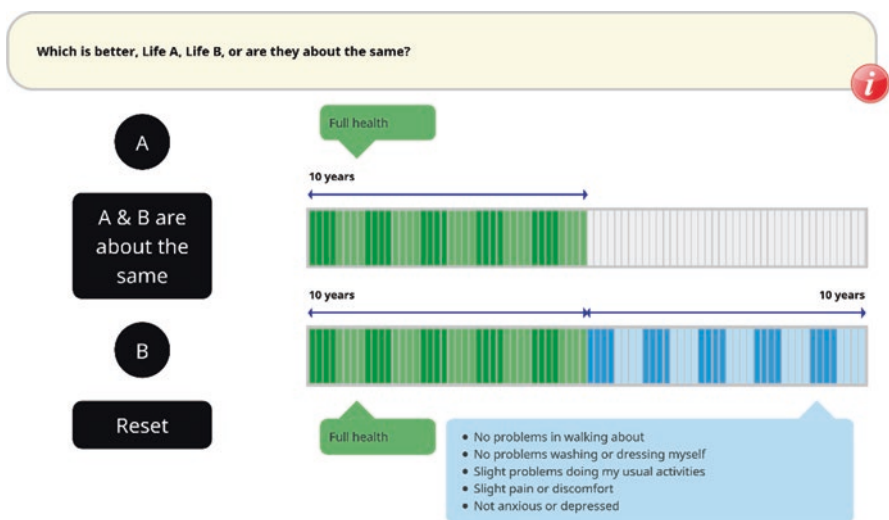 Which is better, Life A, Life B, or are they about the same?
i
A
Full health
10 years
A & B are
about the
same
10 years
10 years
B
Reset
Full health
• No problems in walking about
• No problems washing or dressing myself
• Slight problems doing my usual activities
• Slight pain or discomfort
• Not anxious or depressed